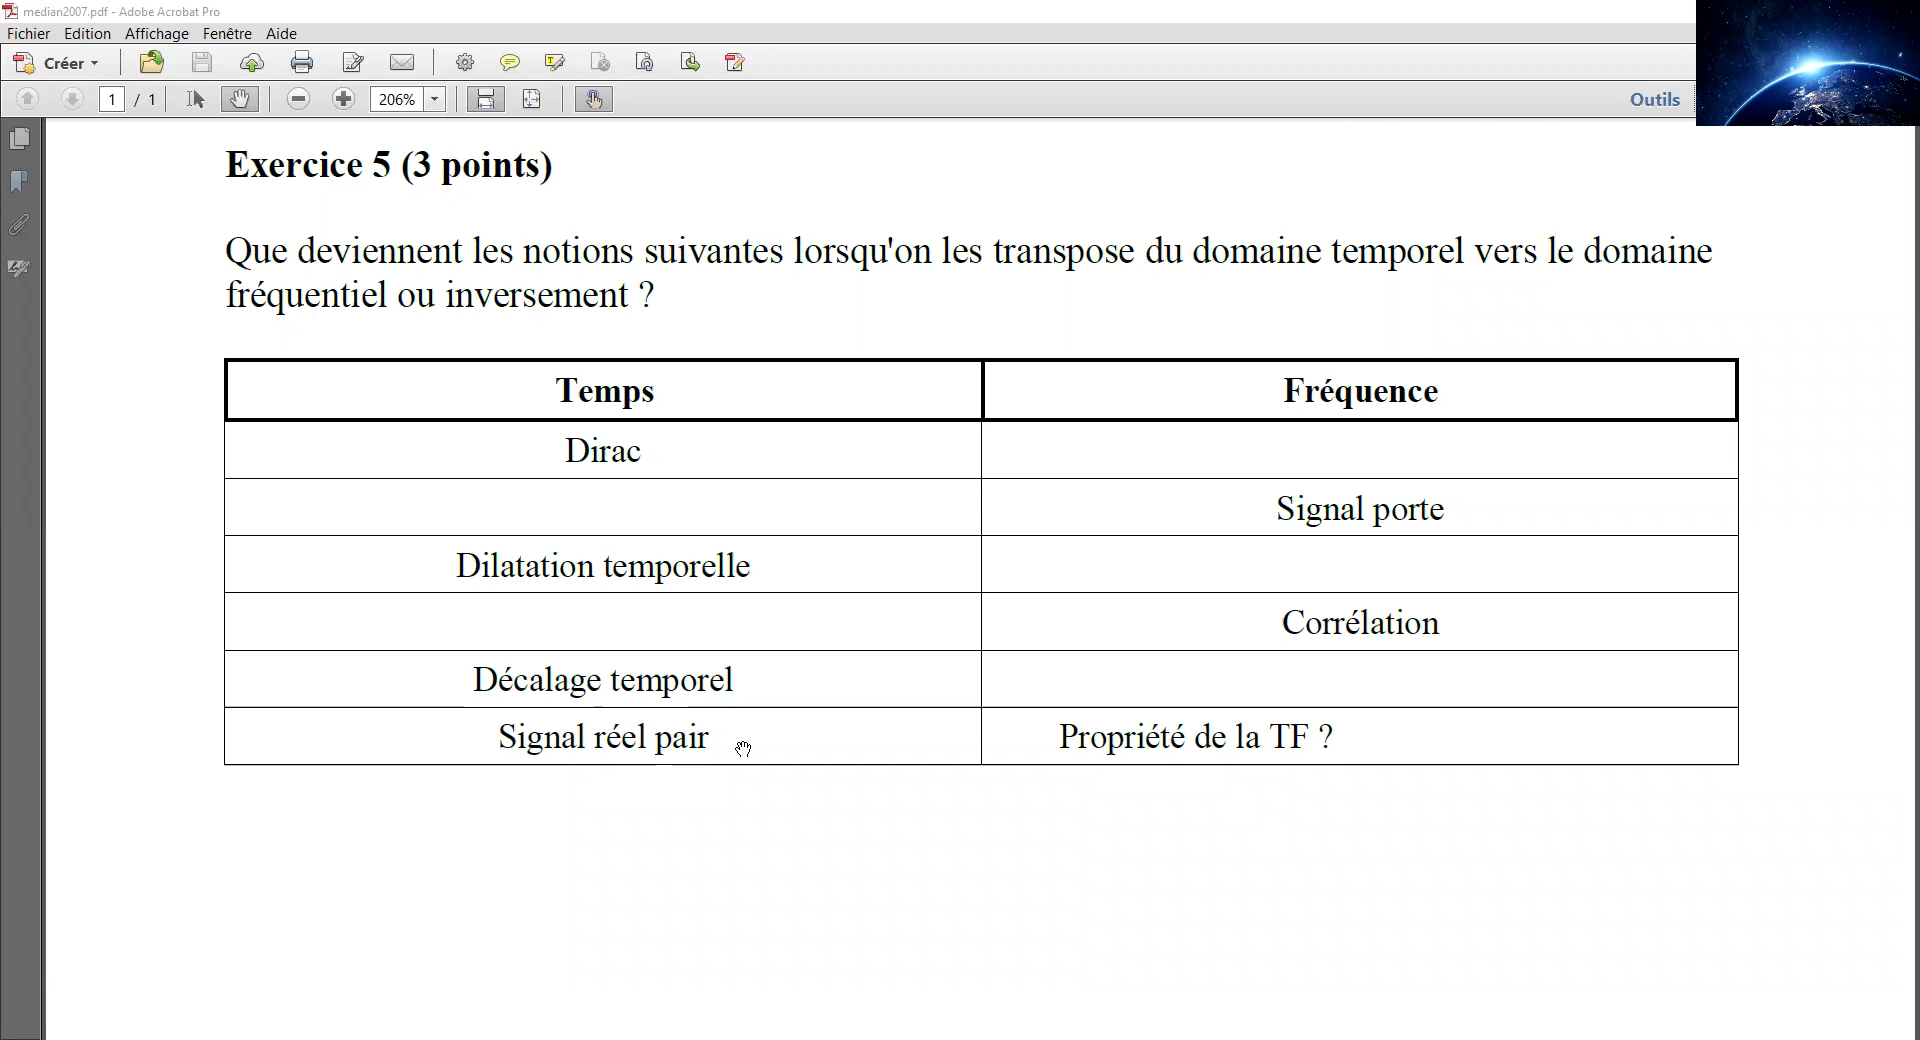 median2007.pdf - Adobe Acrobat Pro
Fichier Edition Affichage Fenêtre Aide
Créer
1 / 1 206% Outils
Exercice 5 (3 points)
Que deviennent les notions suivantes lorsqu'on les transpose du domaine temporel vers le domaine
fréquentiel ou inversement ?
Temps Fréquence
Dirac
Signal porte
Dilatation temporelle
Corrélation
Décalage temporel
Signal réel pair Propriété de la TF ?